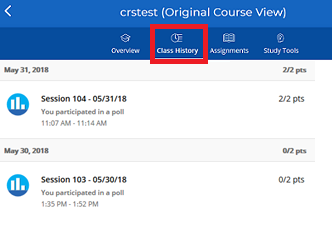 crstest (Original Course View)
Overview Class History Assignments Study Tools
May 31, 2018 2/2 pts
Session 104 - 05/31/18 2/2 pts
You participated in a poll
11:07 AM - 11:14 AM
May 30, 2018 0/2 pts
Session 103 - 05/30/18 0/2 pts
You participated in a poll
1:35 PM - 1:52 PM